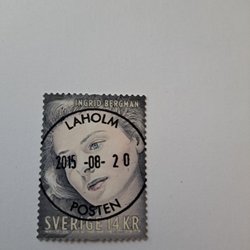 INGRID BERGMAN
LAHOLM
2015 -08- 20
POSTEN
SVERIGE 14 KR